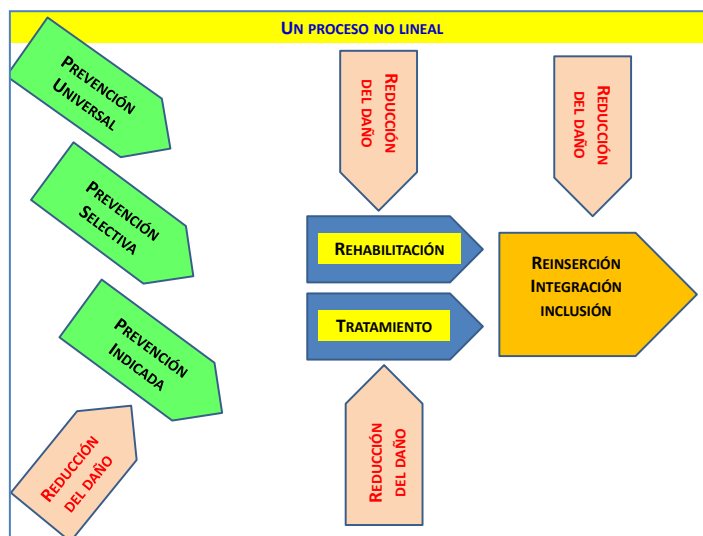 UN PROCESO NO LINEAL
PREVENCIÓN
UNIVERSAL
PREVENCIÓN
SELECTIVA
PREVENCIÓN
INDICADA
REDUCCIÓN
DEL DAÑO
REDUCCIÓN
DEL DAÑO
REHABILITACIÓN
TRATAMIENTO
REDUCCIÓN
DEL DAÑO
REDUCCIÓN
DEL DAÑO
REINSERCIÓN
INTEGRACIÓN
INCLUSIÓN